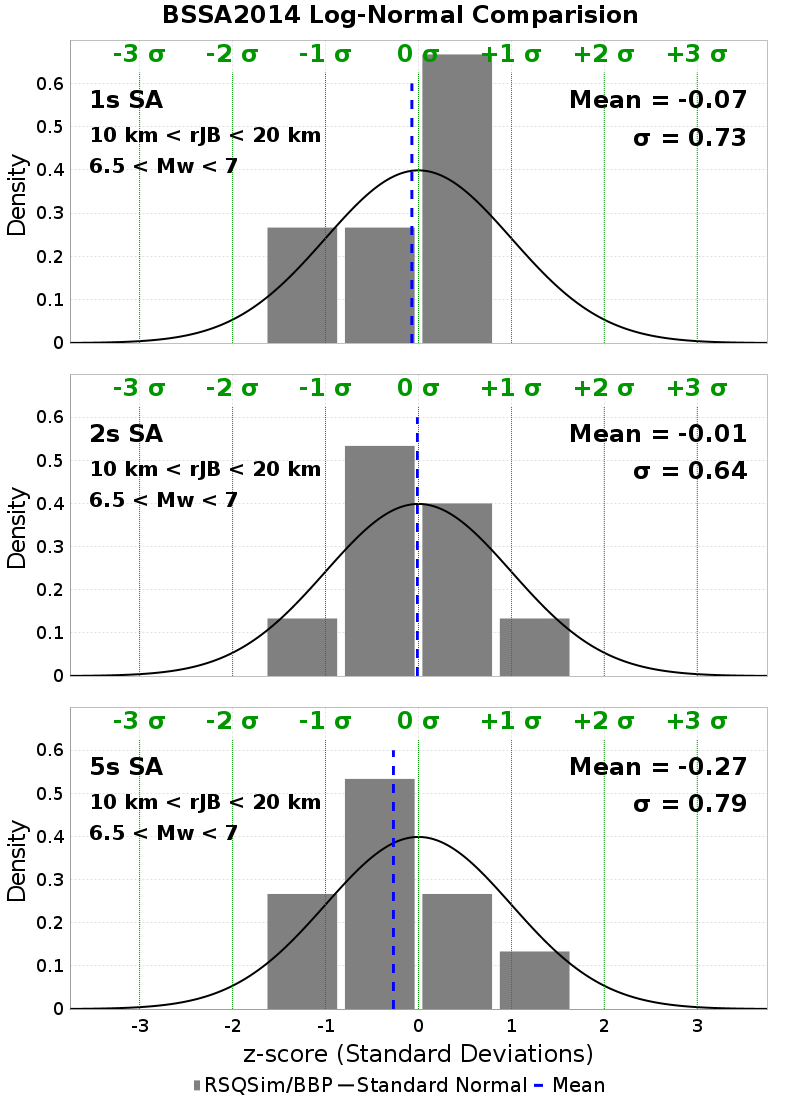 BSSA2014 Log-Normal Comparision
-3 σ -2 σ -1 σ 0 σ +1 σ +2 σ +3 σ
1s SA
10 km < rJB < 20 km
6.5 < Mw < 7
Mean = -0.07
σ = 0.73
Density
0.6
0.5
0.4
0.3
0.2
0.1
0
-3 σ -2 σ -1 σ 0 σ +1 σ +2 σ +3 σ
2s SA
10 km < rJB < 20 km
6.5 < Mw < 7
Mean = -0.01
σ = 0.64
Density
0.6
0.5
0.4
0.3
0.2
0.1
0
-3 σ -2 σ -1 σ 0 σ +1 σ +2 σ +3 σ
5s SA
10 km < rJB < 20 km
6.5 < Mw < 7
Mean = -0.27
σ = 0.79
Density
0.6
0.5
0.4
0.3
0.2
0.1
0
-3 -2 -1 0 1 2 3
z-score (Standard Deviations)
RSQSim/BBP Standard Normal Mean